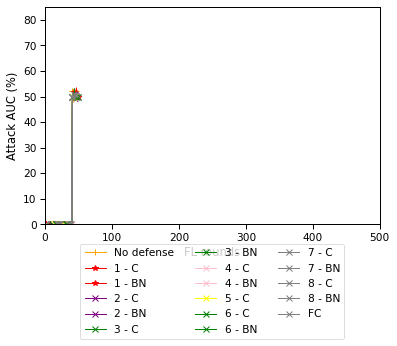 Attack AUC (%)
80
70
60
50
40
30
20
10
0
0 100 200 300 400 500
No defense
1 - C
1 - BN
2 - C
2 - BN
3 - C
3 - BN
4 - C
4 - BN
5 - C
6 - C
6 - BN
7 - C
7 - BN
8 - C
8 - BN
FC